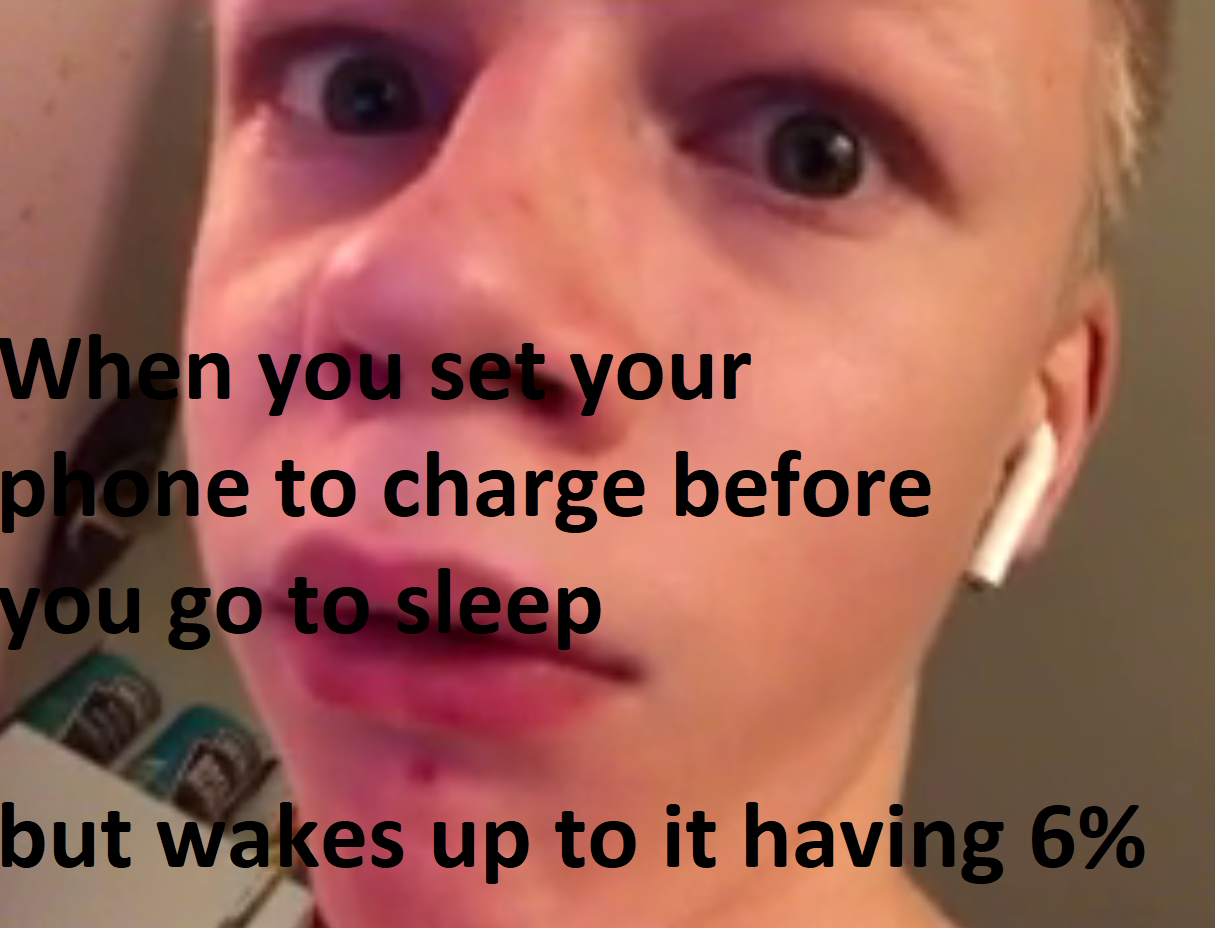 When you set your
phone to charge before
you go to sleep
but wakes up to it having 6%